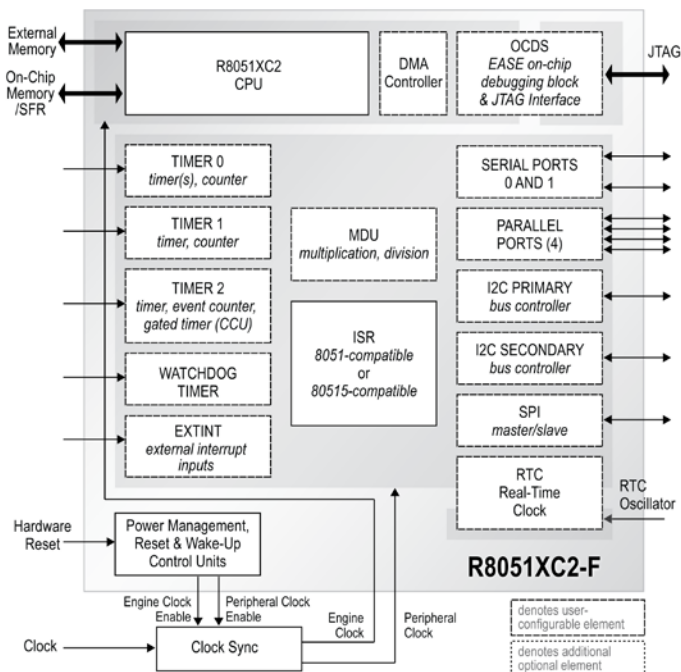 External
Memory
On-Chip
Memory
/SFR
R8051XC2
CPU
DMA
Controller
OCDS
EASE on-chip
debugging block
& JTAG Interface
JTAG
TIMER 0
timer(s), counter
TIMER 1
timer, counter
TIMER 2
timer, event counter,
gated timer (CCU)
WATCHDOG
TIMER
EXTINT
external interrupt
inputs
MDU
multiplication, division
ISR
8051-compatible
or
80515-compatible
SERIAL PORTS
0 AND 1
PARALLEL
PORTS (4)
I2C PRIMARY
bus controller
I2C SECONDARY
bus controller
SPI
master/slave
RTC
Real-Time
Clock
RTC
Oscillator
Hardware
Reset
Power Management,
Reset & Wake-Up
Control Units
R8051XC2-F
Engine Clock
Enable
Peripheral Clock
Enable
Engine
Clock
Peripheral
Clock
Clock
Clock Sync
denotes user-
configurable element
denotes additional
optional element